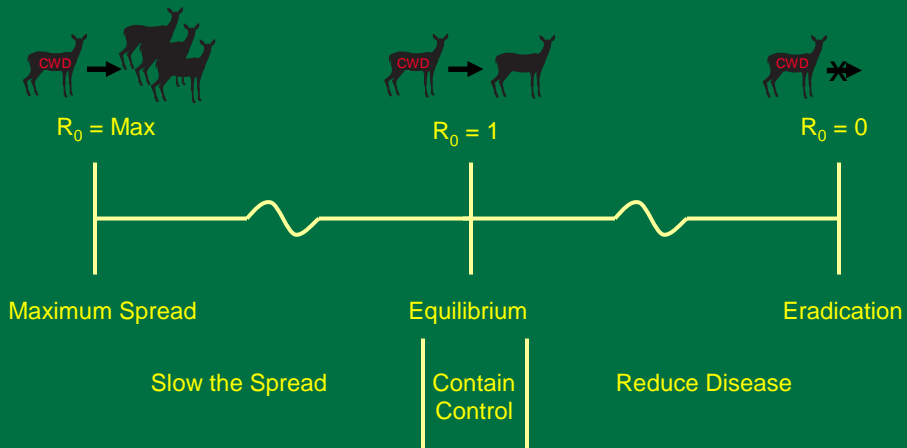 CWD CWD CWD
R₀ = Max R₀ = 1 R₀ = 0
Maximum Spread Equilibrium Eradication
Slow the Spread Contain Reduce Disease
Control